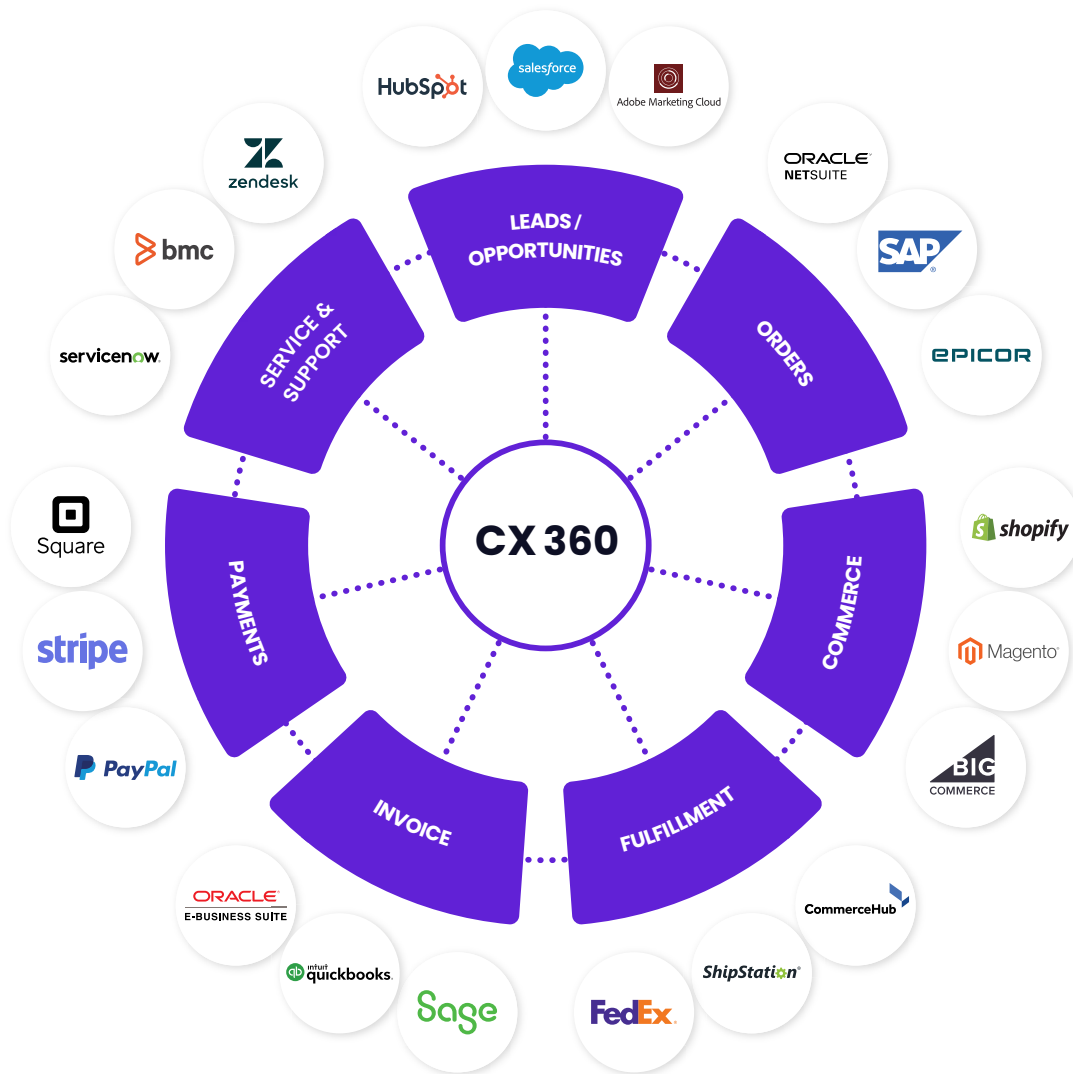 HubSpot
salesforce
Adobe Marketing Cloud
ORACLE
NETSUITE
SAP
®
EPICOR
shopify
Magento®
BIG
COMMERCE
CommerceHub
ShipStation®
FedEx®
Sage
intuit
qb quickbooks.
ORACLE®
E-BUSINESS SUITE
PayPal
stripe
Square
servicenow.
bmc
zendesk
LEADS /
OPPORTUNITIES
ORDERS
COMMERCE
FULFILLMENT
INVOICE
PAYMENTS
SERVICE &
SUPPORT
CX 360